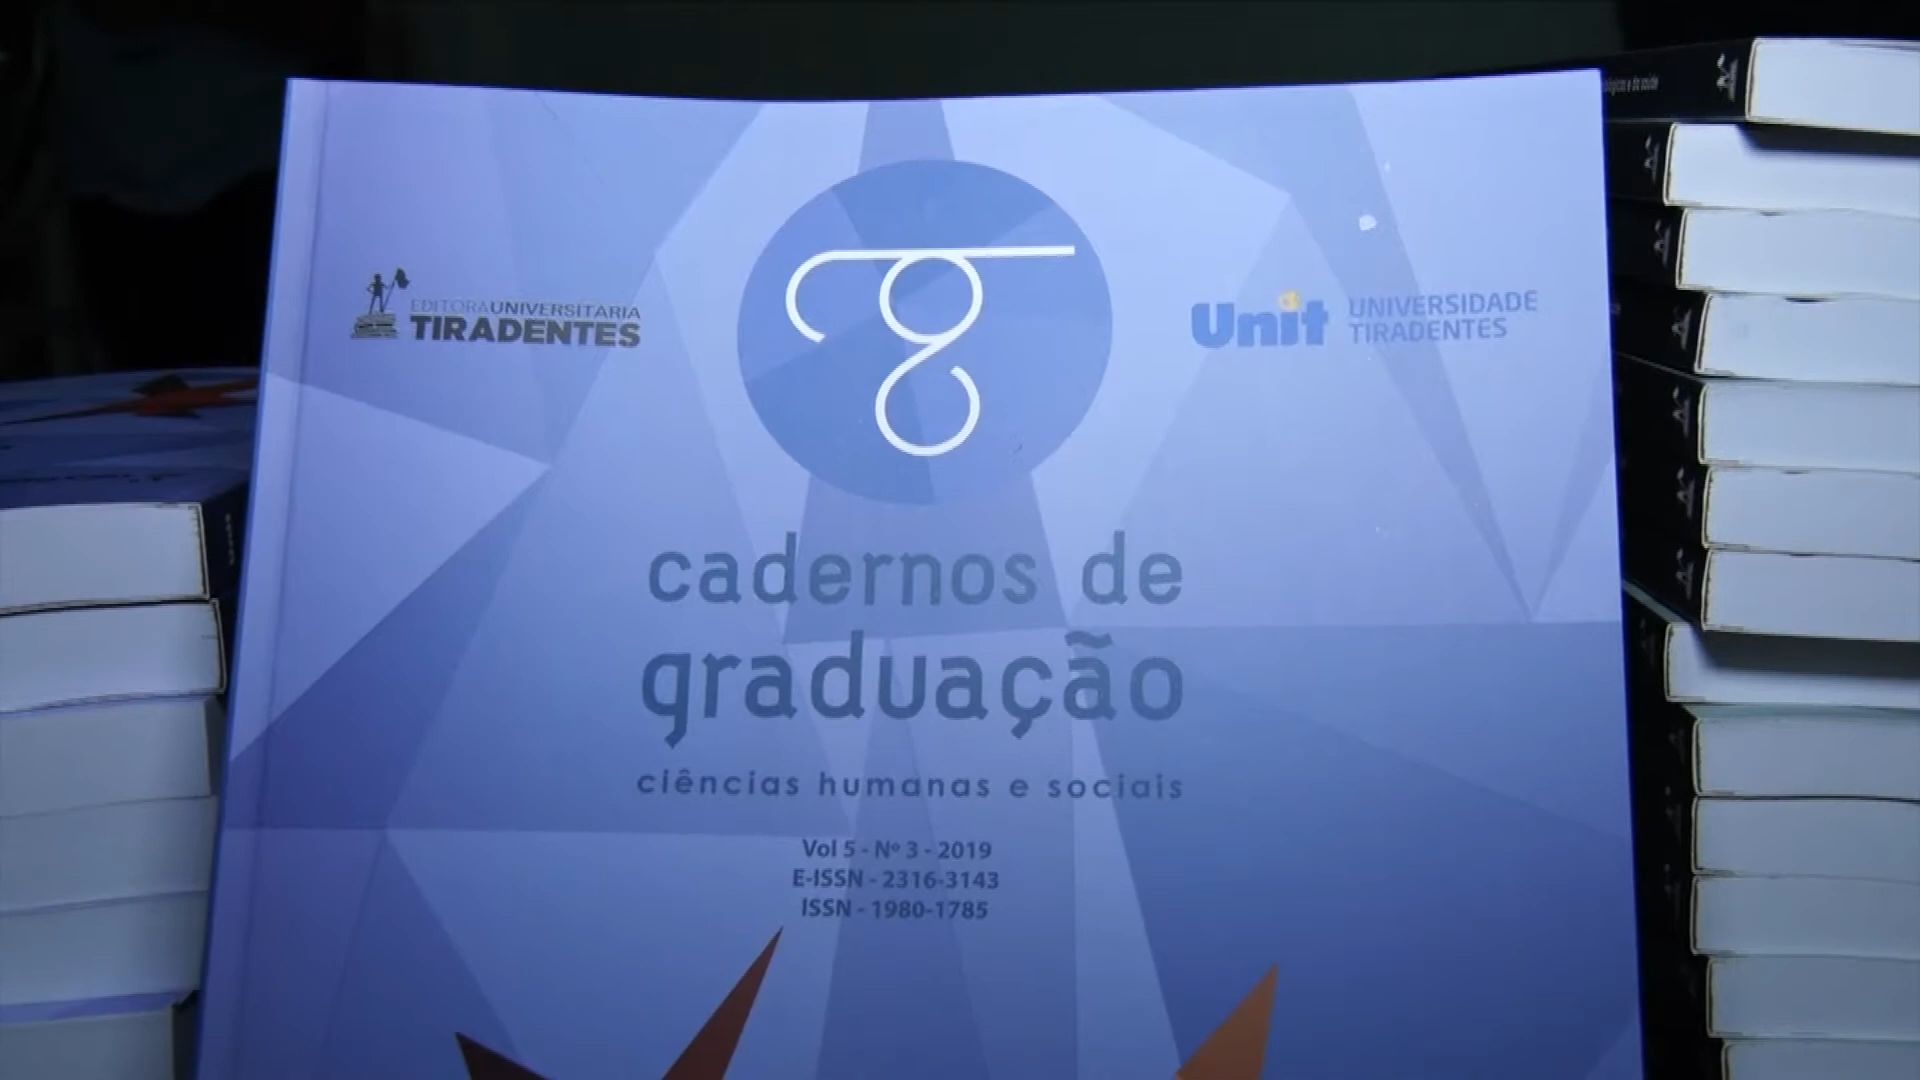 EDITORA UNIVERSITARIA
TIRADENTES
Unit
UNIVERSIDADE
TIRADENTES
cadernos de
graduação
ciências humanas e sociais
Vol 5 - Nº 3 - 2019
E-ISSN - 2316-3143
ISSN - 1980-1785